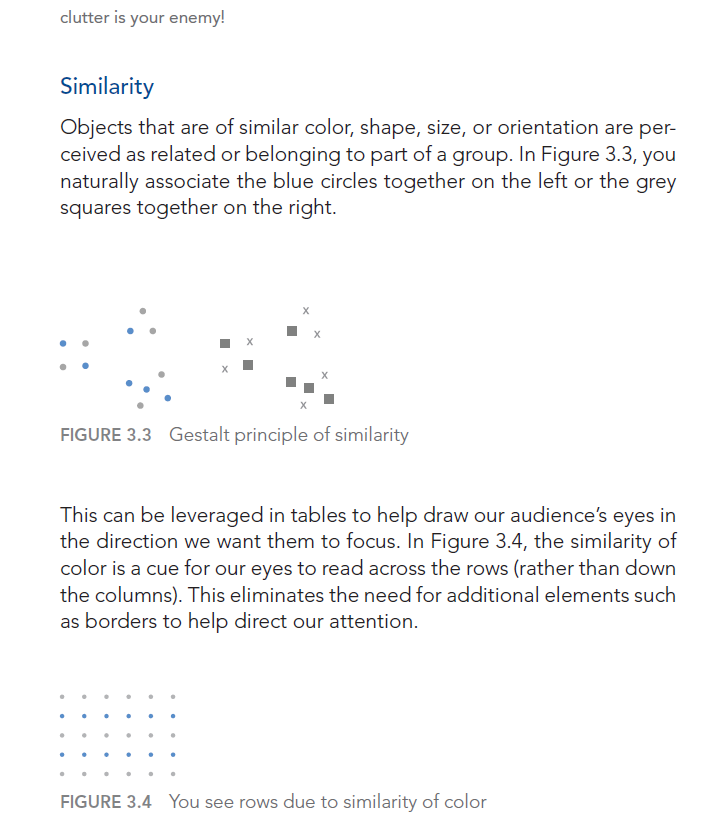 clutter is your enemy!
Similarity
Objects that are of similar color, shape, size, or orientation are per-
ceived as related or belonging to part of a group. In Figure 3.3, you
naturally associate the blue circles together on the left or the grey
squares together on the right.
x
x
x
x
x
x
FIGURE 3.3 Gestalt principle of similarity
This can be leveraged in tables to help draw our audience’s eyes in
the direction we want them to focus. In Figure 3.4, the similarity of
color is a cue for our eyes to read across the rows (rather than down
the columns). This eliminates the need for additional elements such
as borders to help direct our attention.
FIGURE 3.4 You see rows due to similarity of color